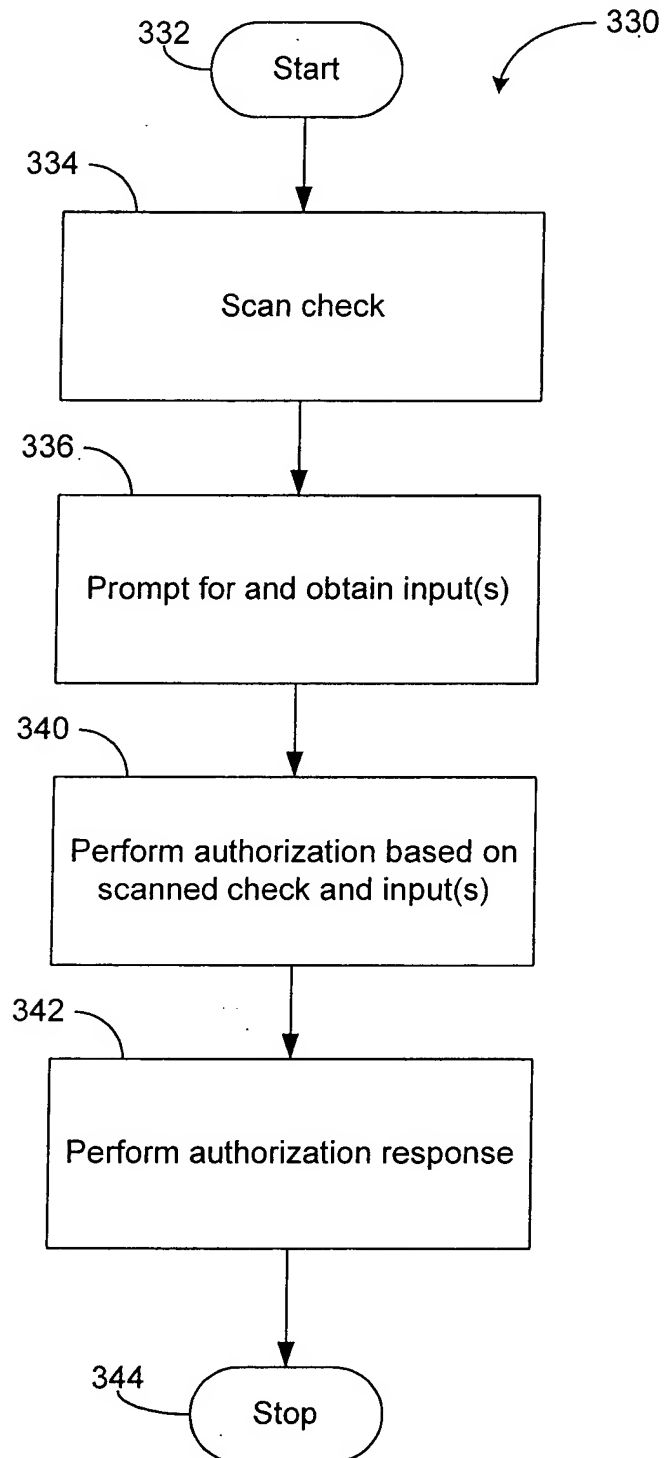 332
Start
330
334
Scan check
336
Prompt for and obtain input(s)
340
Perform authorization based on
scanned check and input(s)
342
Perform authorization response
344
Stop